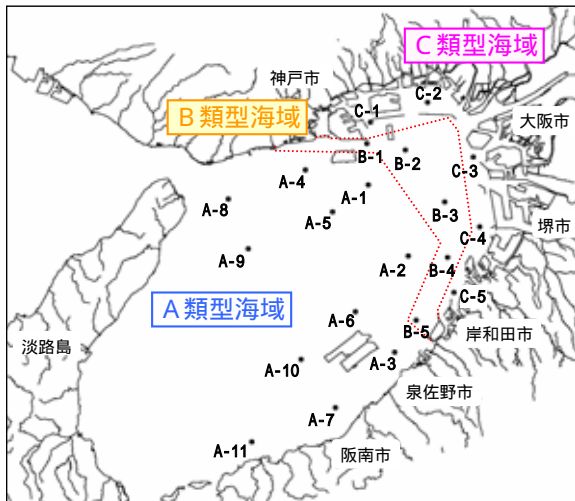 C類型海域
神戸市
C-2
B類型海域
C-1
大阪市
B-1
B-2
C-3
A-4
A-1
A-8
A-5
B-3
堺市
C-4
A-9
A-2
B-4
C-5
A類型海域
A-6
B-5
岸和田市
淡路島
A-10
A-3
泉佐野市
A-7
A-11
阪南市